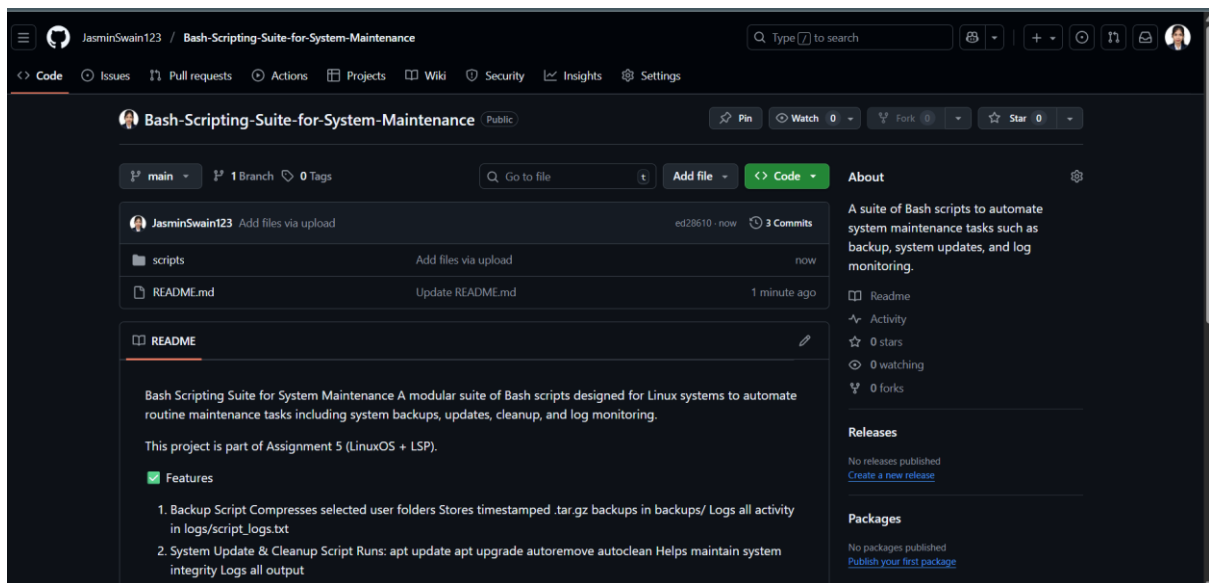 JasminSwain123 / Bash-Scripting-Suite-for-System-Maintenance
Type / to search
Code Issues Pull requests Actions Projects Wiki Security Insights Settings
Bash-Scripting-Suite-for-System-Maintenance Public
Pin Watch 0 Fork 0 Star 0
main 1 Branch 0 Tags Go to file t Add file Code
JasminSwain123 Add files via upload ed28610 · now 3 Commits
scripts Add files via upload now
README.md Update README.md 1 minute ago
README
Bash Scripting Suite for System Maintenance A modular suite of Bash scripts designed for Linux systems to automate
routine maintenance tasks including system backups, updates, cleanup, and log monitoring.
This project is part of Assignment 5 (LinuxOS + LSP).
✅ Features
1. Backup Script Compresses selected user folders Stores timestamped .tar.gz backups in backups/ Logs all activity
in logs/script_logs.txt
2. System Update & Cleanup Script Runs: apt update apt upgrade autoremove autoclean Helps maintain system
integrity Logs all output
About
A suite of Bash scripts to automate
system maintenance tasks such as
backup, system updates, and log
monitoring.
Readme
Activity
0 stars
0 watching
0 forks
Releases
No releases published
Create a new release
Packages
No packages published
Publish your first package